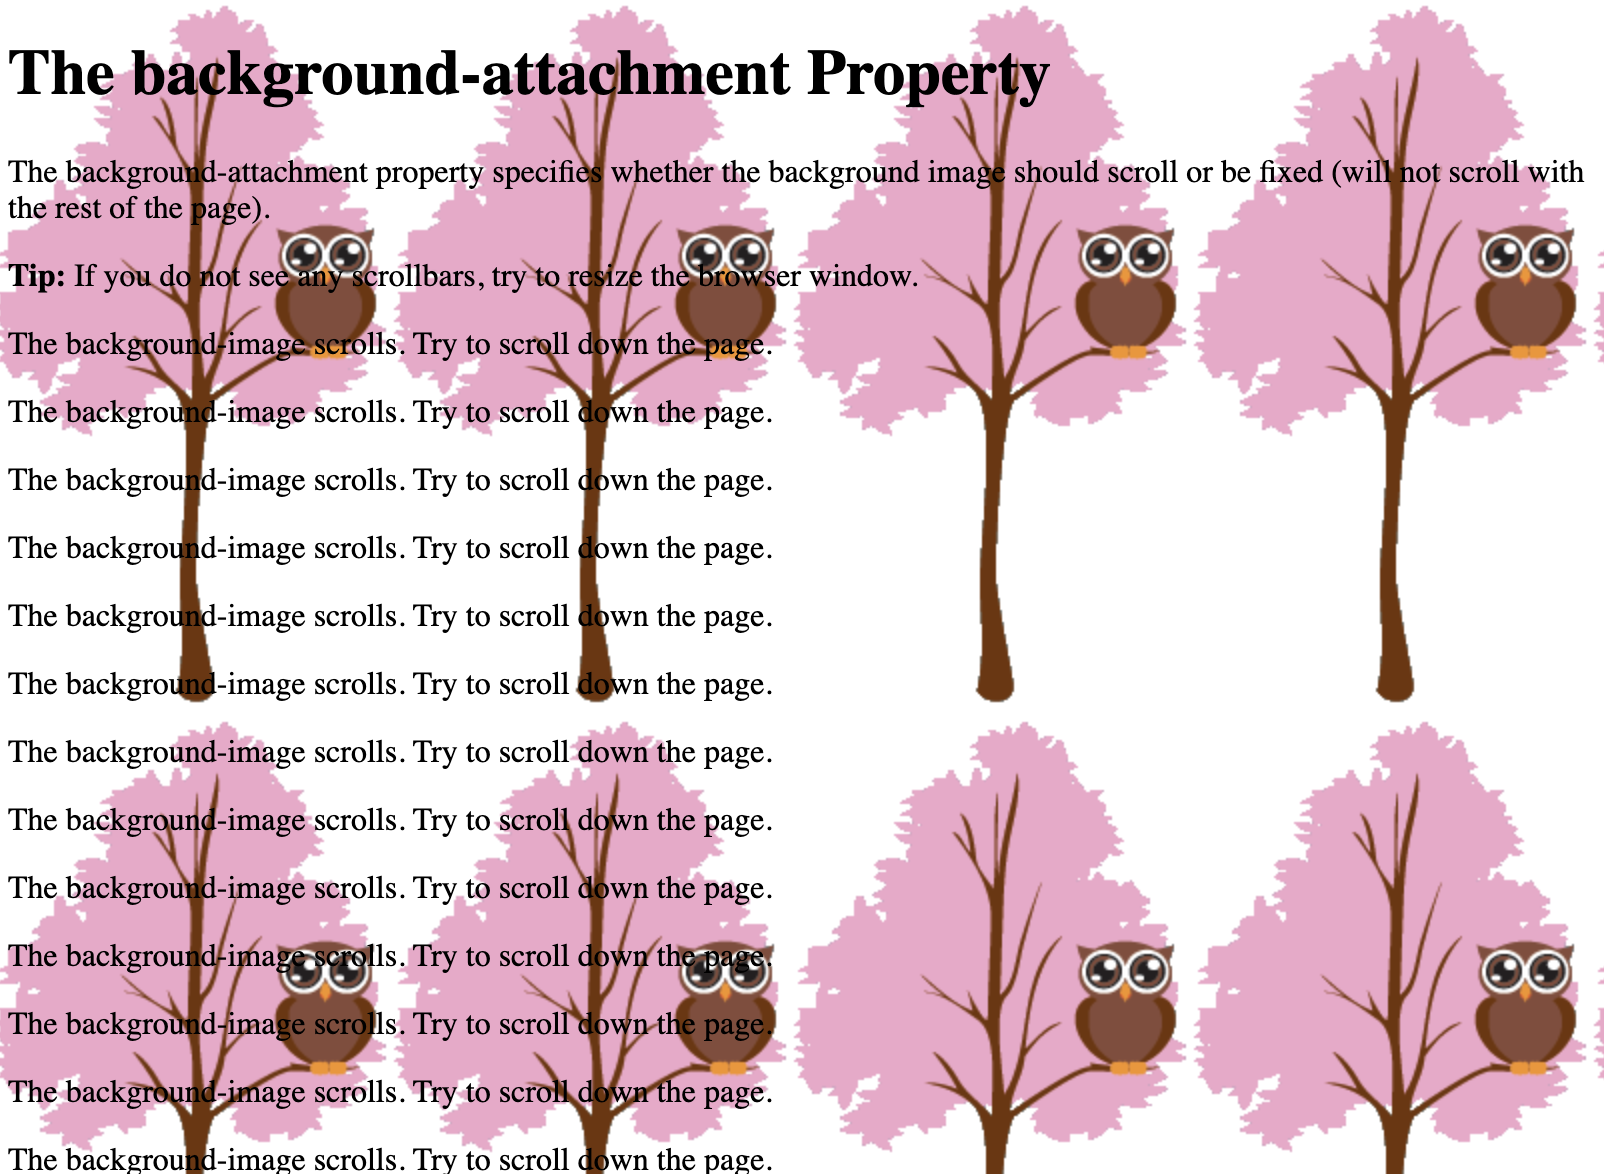 The background-attachment Property
The background-attachment property specifies whether the background image should scroll or be fixed (will not scroll with
the rest of the page).
Tip: If you do not see any scrollbars, try to resize the browser window.
The background-image scrolls. Try to scroll down the page.
The background-image scrolls. Try to scroll down the page.
The background-image scrolls. Try to scroll down the page.
The background-image scrolls. Try to scroll down the page.
The background-image scrolls. Try to scroll down the page.
The background-image scrolls. Try to scroll down the page.
The background-image scrolls. Try to scroll down the page.
The background-image scrolls. Try to scroll down the page.
The background-image scrolls. Try to scroll down the page.
The background-image scrolls. Try to scroll down the page.
The background-image scrolls. Try to scroll down the page.
The background-image scrolls. Try to scroll down the page.
The background-image scrolls. Try to scroll down the page.